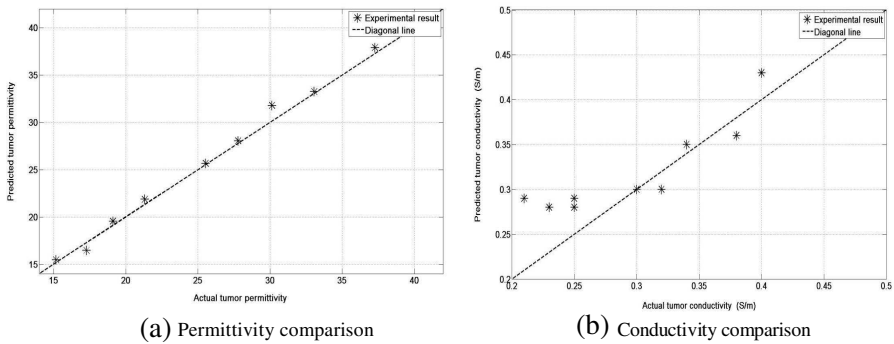 Experimental result
Diagonal line
40
35
30
25
20
15
Predicted tumor permittivity
15 20 25 30 35 40
Actual tumor permittivity
(a) Permittivity comparison
Experimental result
Diagonal line
0.5
0.45
0.4
0.35
0.3
0.25
0.2
Predicted tumor conductivity (S/m)
0.2 0.25 0.3 0.35 0.4 0.45 0.5
Actual tumor conductivity (S/m)
(b) Conductivity comparison